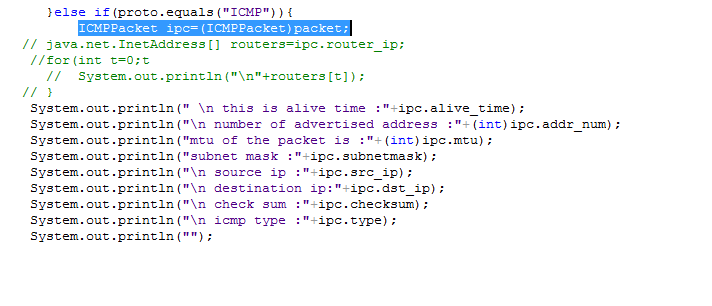 }else if(proto.equals("ICMP")){
ICMPPacket ipc=(ICMPPacket)packet;
// java.net.InetAddress[] routers=ipc.router_ip;
//for(int t=0;t
// System.out.println("\n"+routers[t]);
// }
System.out.println(" \n this is alive time :"+ipc.alive_time);
System.out.println("\n number of advertised address :"+(int)ipc.addr_num);
System.out.println("mtu of the packet is :"+(int)ipc.mtu);
System.out.println("subnet mask :"+ipc.subnetmask);
System.out.println("\n source ip :"+ipc.src_ip);
System.out.println("\n destination ip:"+ipc.dst_ip);
System.out.println("\n check sum :"+ipc.checksum);
System.out.println("\n icmp type :"+ipc.type);
System.out.println("");